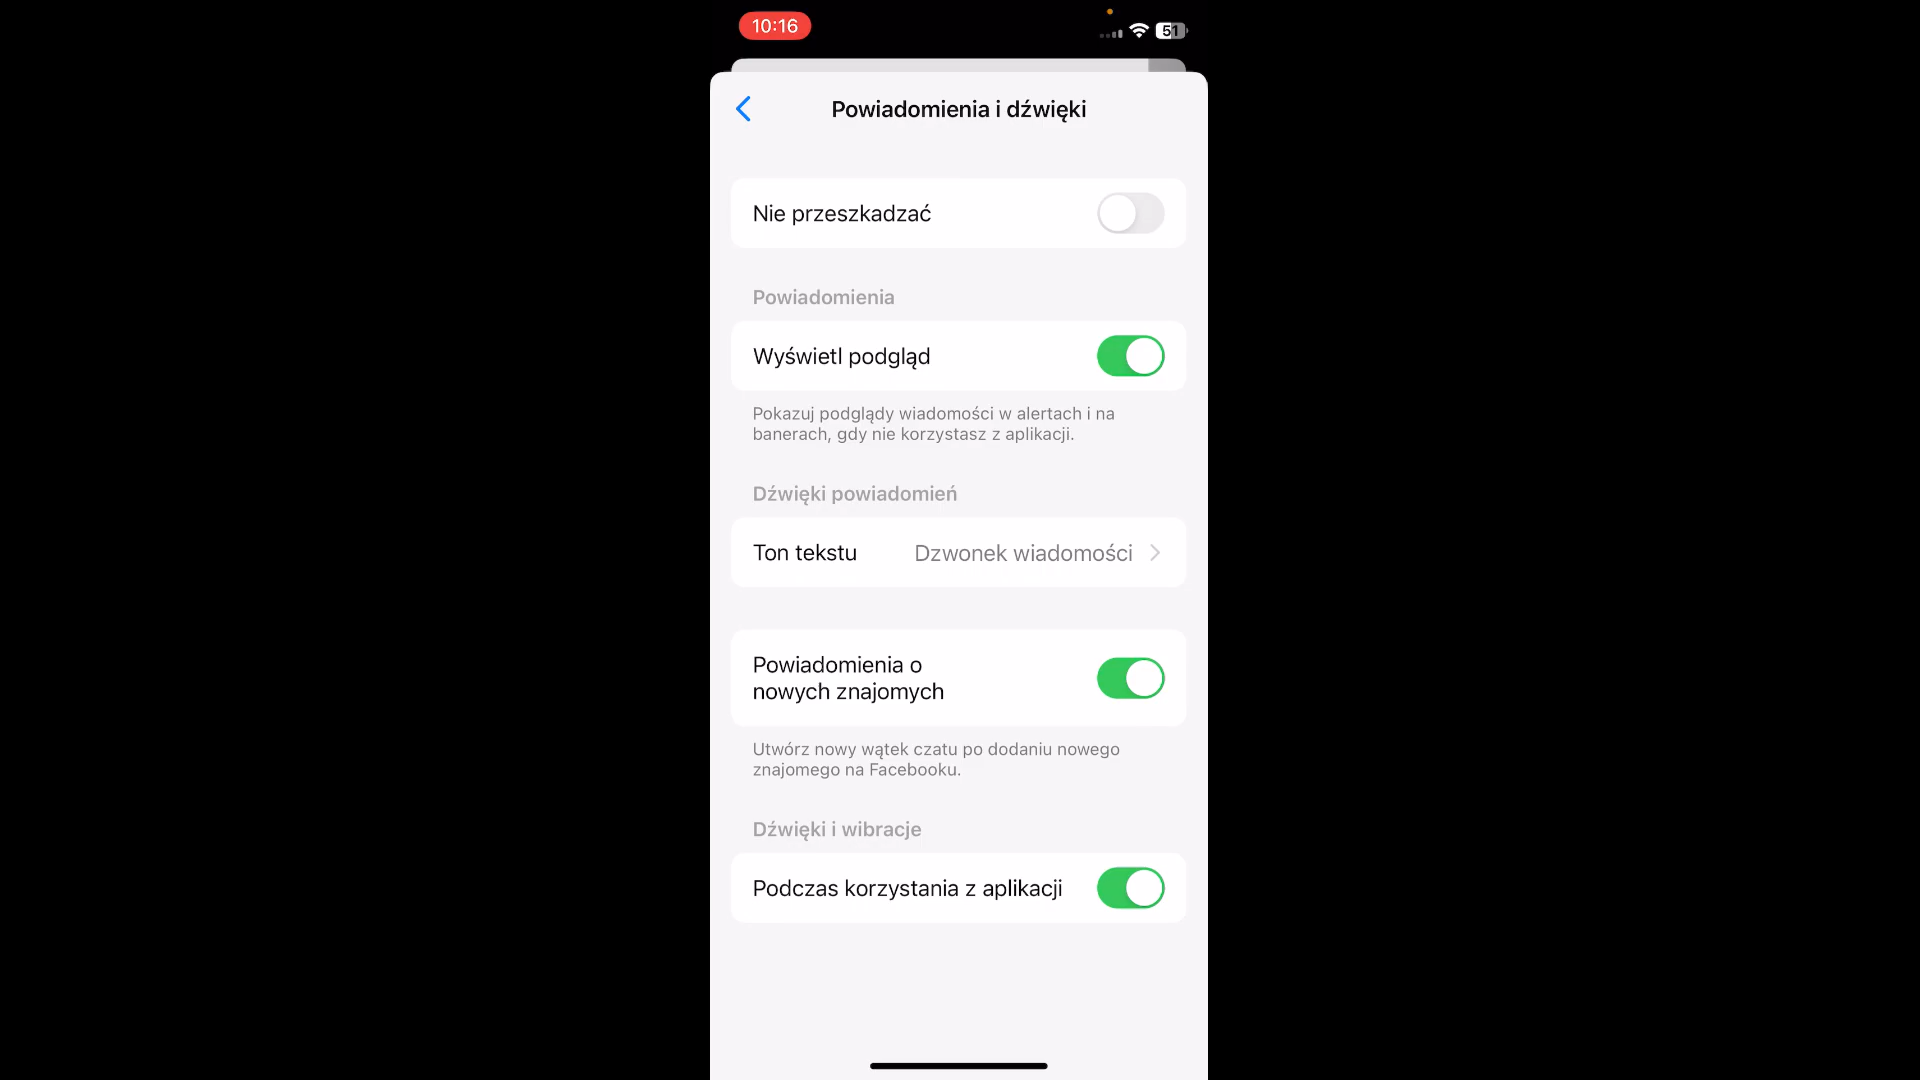 10:16
51
Powiadomienia i dźwięki
Nie przeszkadzać
Powiadomienia
Wyświetl podgląd
Pokazuj podglądy wiadomości w alertach i na
banerach, gdy nie korzystasz z aplikacji.
Dźwięki powiadomień
Ton tekstu Dzwonek wiadomości
Powiadomienia o
nowych znajomych
Utwórz nowy wątek czatu po dodaniu nowego
znajomego na Facebooku.
Dźwięki i wibracje
Podczas korzystania z aplikacji